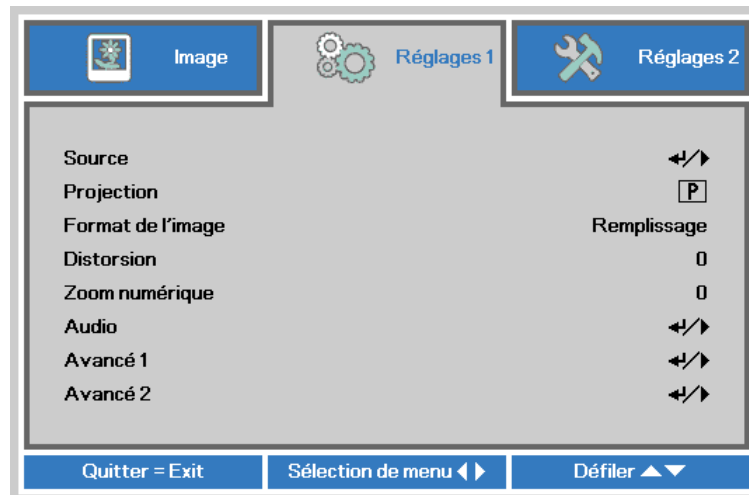 Image Réglages 1 Réglages 2
Source ↵/▶
Projection P
Format de l'image Remplissage
Distorsion 0
Zoom numérique 0
Audio ↵/▶
Avancé 1 ↵/▶
Avancé 2 ↵/▶
Quitter = Exit Sélection de menu ◀ ▶ Défiler ▲▼